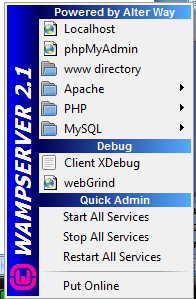 WAMPSERVER 2.1
Powered by Alter Way
Localhost
phpMyAdmin
www directory
Apache
PHP
MySQL
Debug
Client XDebug
webGrind
Quick Admin
Start All Services
Stop All Services
Restart All Services
Put Online